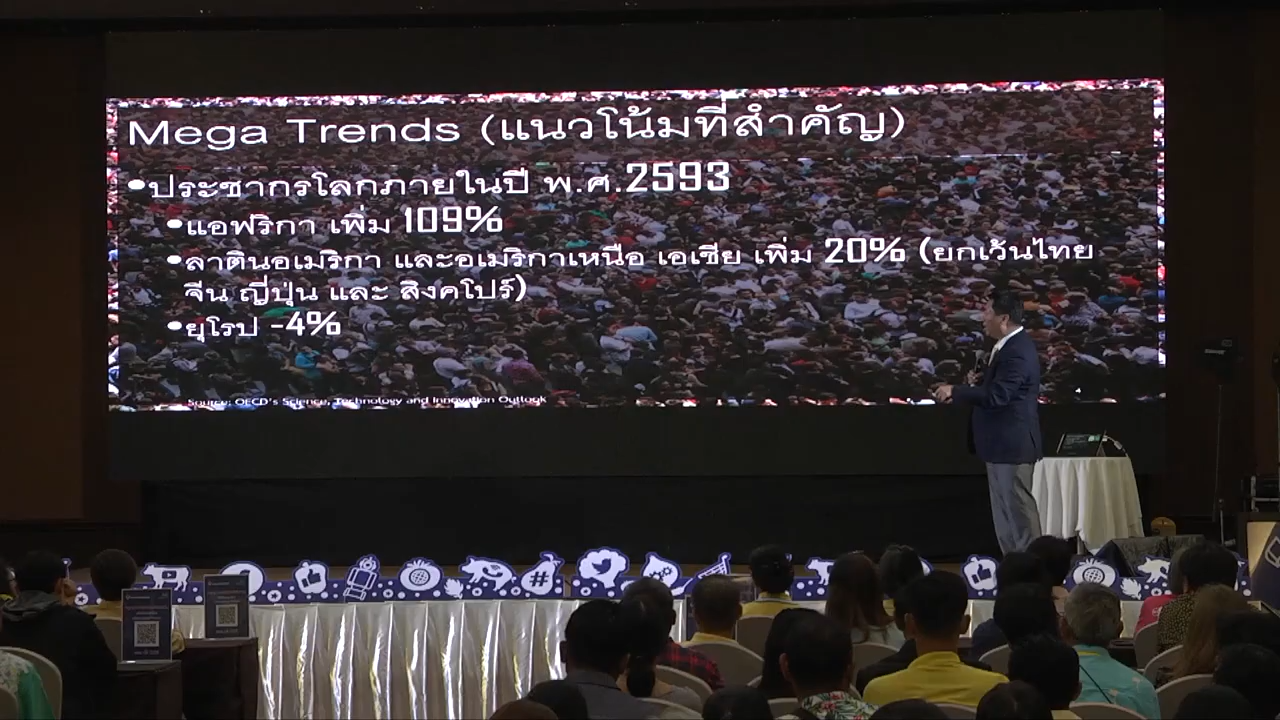 Mega Trends (แนวโน้มที่สำคัญ)
•ประชากรโลกภายในปี พ.ศ.2593
•แอฟริกา เพิ่ม 109%
•ลาตินอเมริกา และอเมริกาเหนือ เอเชีย เพิ่ม 20% (ยกเว้นไทย
จีน ญี่ปุ่น และ สิงคโปร์)
•ยุโรป -4%
Source: OECD's Science, Technology and Innovation Outlook
4
#